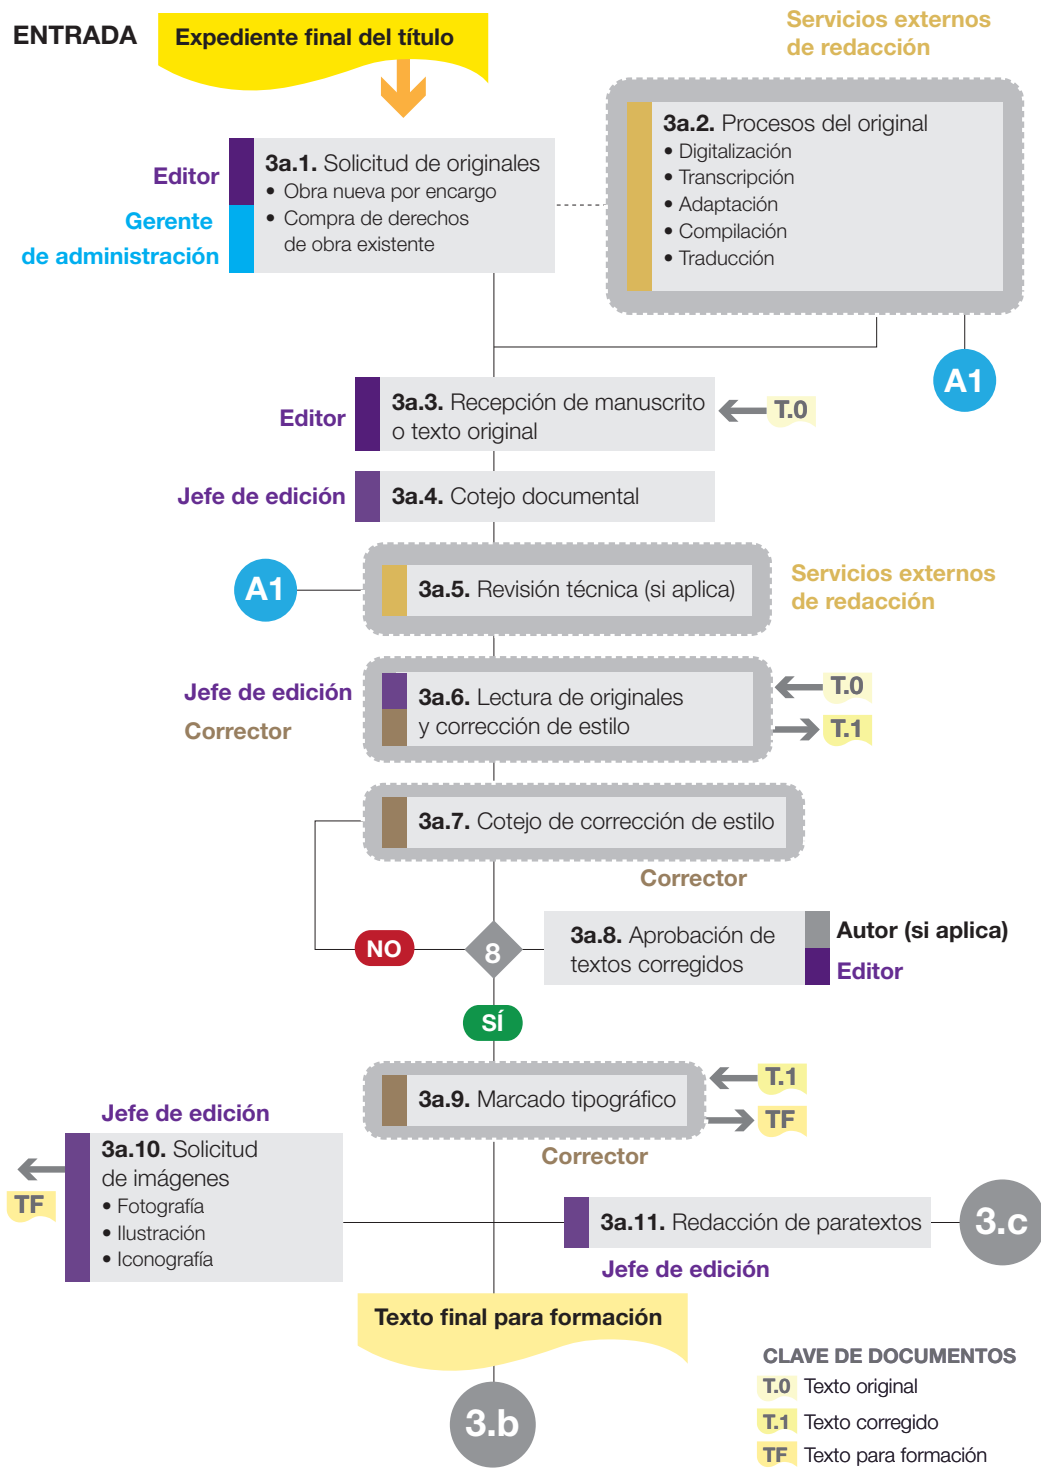 ENTRADA
Expediente final del título
Servicios externos
de redacción
3a.1. Solicitud de originales
• Obra nueva por encargo
• Compra de derechos
de obra existente
Editor
Gerente
de administración
3a.2. Procesos del original
• Digitalización
• Transcripción
• Adaptación
• Compilación
• Traducción
A1
Editor
3a.3. Recepción de manuscrito
o texto original
T.0
Jefe de edición
3a.4. Cotejo documental
A1
3a.5. Revisión técnica (si aplica)
Servicios externos
de redacción
Jefe de edición
Corrector
3a.6. Lectura de originales
y corrección de estilo
T.0
T.1
3a.7. Cotejo de corrección de estilo
Corrector
NO
8
3a.8. Aprobación de
textos corregidos
Autor (si aplica)
Editor
SÍ
3a.9. Marcado tipográfico
T.1
TF
Corrector
Jefe de edición
3a.10. Solicitud
de imágenes
• Fotografía
• Ilustración
• Iconografía
TF
3a.11. Redacción de paratextos
3.c
Jefe de edición
Texto final para formación
3.b
CLAVE DE DOCUMENTOS
T.0 Texto original
T.1 Texto corregido
TF Texto para formación